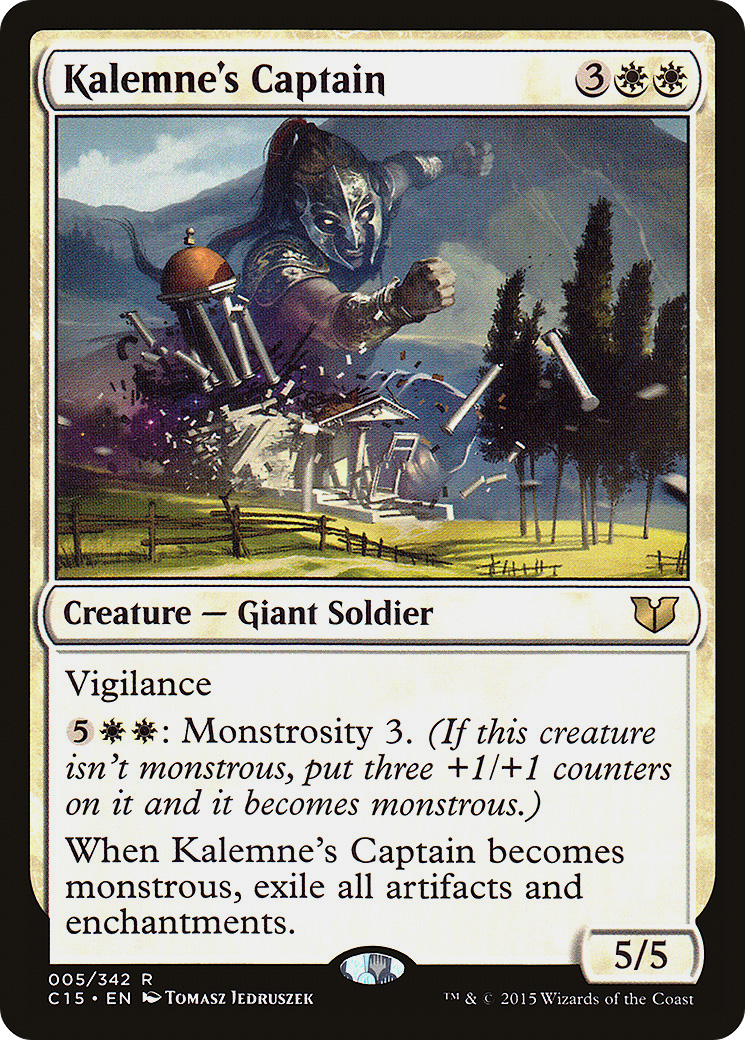 Kalemne's Captain 3
Creature — Giant Soldier
Vigilance
5: Monstrosity 3. (If this creature
isn't monstrous, put three +1/+1 counters
on it and it becomes monstrous.)
When Kalemne's Captain becomes
monstrous, exile all artifacts and
enchantments.
5/5
005/342 R
C15 • EN Tomasz Jedruszek
™ & © 2015 Wizards of the Coast